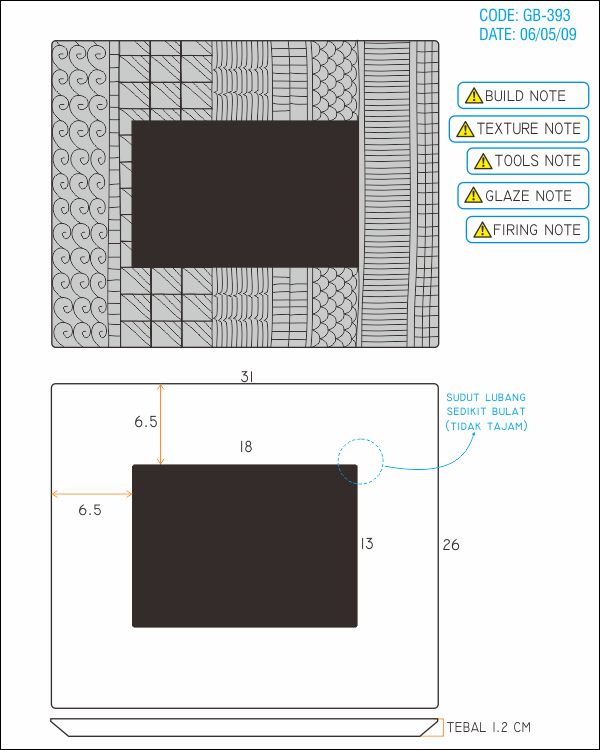 CODE: GB-393
DATE: 06/05/09
BUILD NOTE
TEXTURE NOTE
TOOLS NOTE
GLAZE NOTE
FIRING NOTE
31
SUDUT LUBANG
SEDIKIT BULAT
(TIDAK TAJAM)
6.5
18
6.5
13
26
TEBAL 1.2 CM